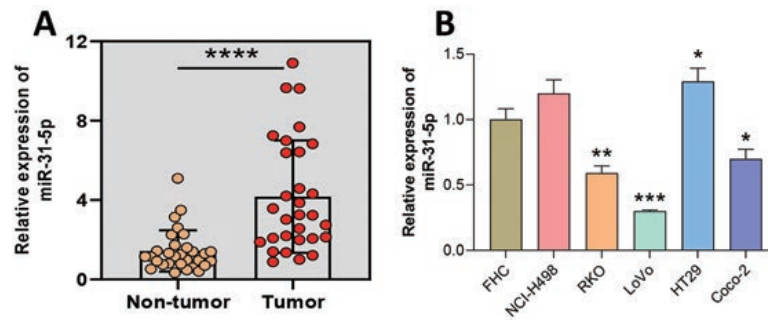 A
Relative expression of
miR-31-5p
12
8
4
0
****
Non-tumor
Tumor
B
Relative expression of
miR-31-5p
1.5
1.0
0.5
0.0
**
***
*
*
FHC
NCI-H498
RKO
LoVo
HT29
Coco-2